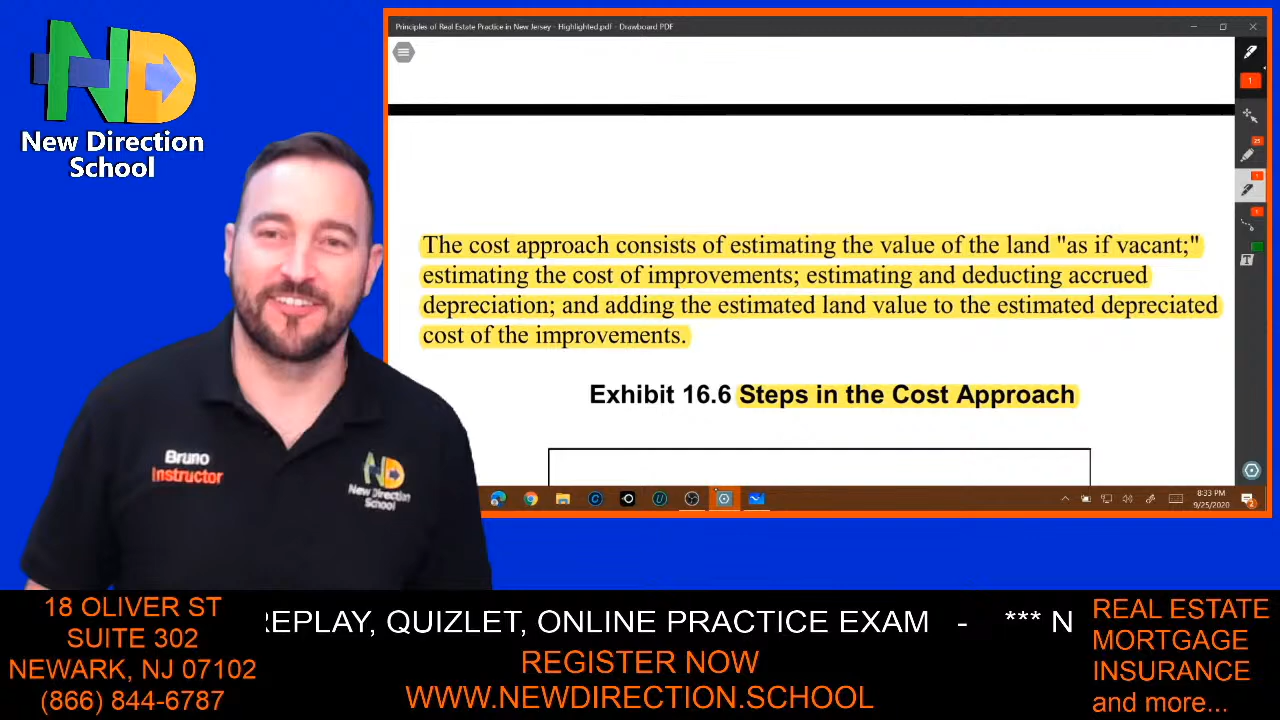 ND
New Direction
School
Principles of Real Estate Practice in New Jersey - Highlighted.pdf - Drawboard PDF
The cost approach consists of estimating the value of the land "as if vacant;"
estimating the cost of improvements; estimating and deducting accrued
depreciation; and adding the estimated land value to the estimated depreciated
cost of the improvements.
Exhibit 16.6 Steps in the Cost Approach
8:33 PM
9/25/2020
Bruno
Instructor
ND
New Direction
School
18 OLIVER ST
SUITE 302
NEWARK, NJ 07102
(866) 844-6787
REPLAY, QUIZLET, ONLINE PRACTICE EXAM - *** N
REGISTER NOW
WWW.NEWDIRECTION.SCHOOL
REAL ESTATE
MORTGAGE
INSURANCE
and more...